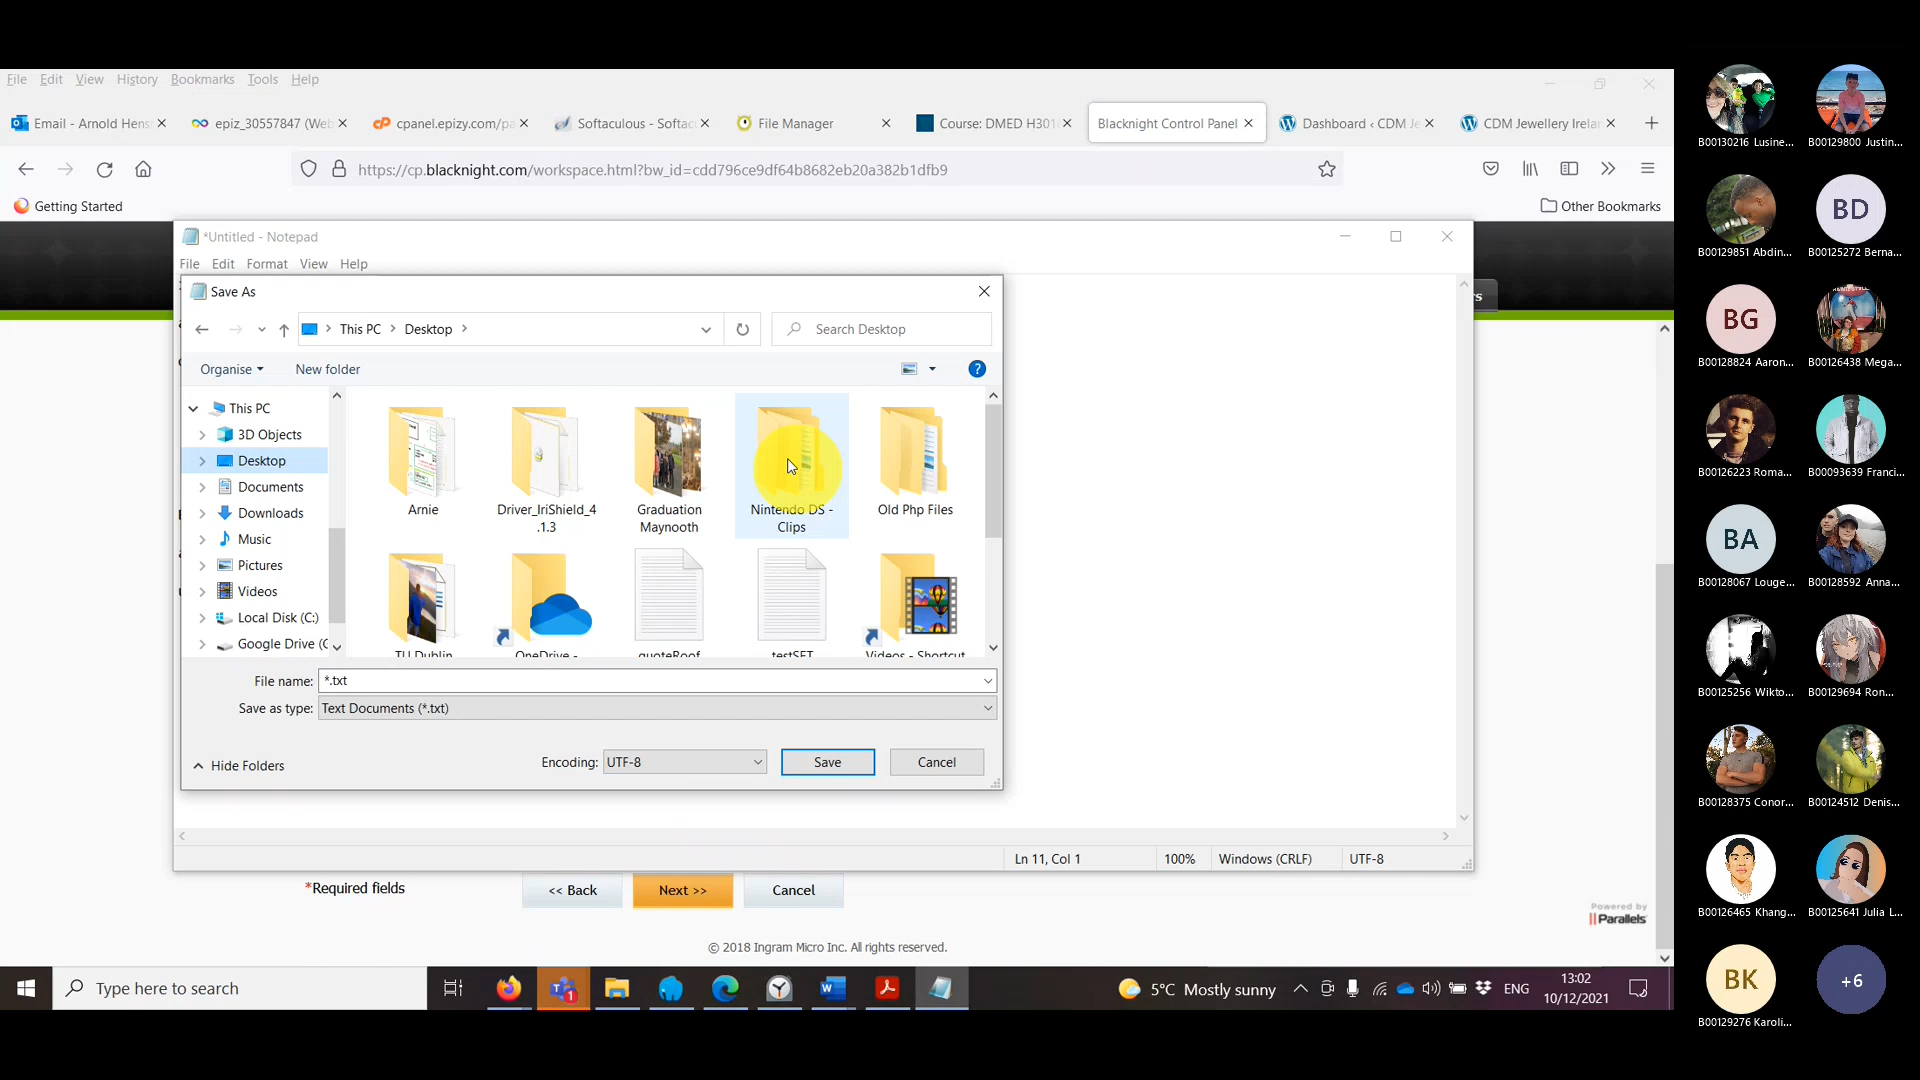 File Edit View History Bookmarks Tools Help
Email - Arnold Hens
epiz_30557847 (Web
cpanel.epizy.com/pa
Softaculous - Softac
File Manager
Course: DMED H301
Blacknight Control Panel
Dashboard ‹ CDM Je
CDM Jewellery Irelan
https://cp.blacknight.com/workspace.html?bw_id=cdd796ce9df64b8682eb20a382b1dfb9
Getting Started
Other Bookmarks
*Untitled - Notepad
File Edit Format View Help
Save As
This PC > Desktop >
Search Desktop
Organise
New folder
This PC
3D Objects
Desktop
Documents
Downloads
Music
Pictures
Videos
Local Disk (C:)
Google Drive (G
Arnie
Driver_IriShield_4
.1.3
Graduation
Maynooth
Nintendo DS -
Clips
Old Php Files
TU Dublin
OneDrive -
quoteRoof
testSET
Videos - Shortcut
File name: *.txt
Save as type: Text Documents (*.txt)
Hide Folders
Encoding: UTF-8
Save
Cancel
Ln 11, Col 1
100%
Windows (CRLF)
UTF-8
*Required fields
<< Back
Next >>
Cancel
Powered by
Parallels
© 2018 Ingram Micro Inc. All rights reserved.
Type here to search
1
5°C Mostly sunny
ENG
13:02
10/12/2021
B00130216 Lusine...
B00129800 Justin...
B00129851 Abdin...
BD
B00125272 Berna...
BG
B00128824 Aaron...
B00126438 Mega...
B00126223 Roma...
B00093639 Franci...
BA
B00128067 Louge...
B00128592 Anna...
B00125256 Wikto...
B00129694 Ron...
B00128375 Conor...
B00124512 Denis...
B00126465 Khang...
B00125641 Julia L...
BK
B00129276 Karoli...
+6